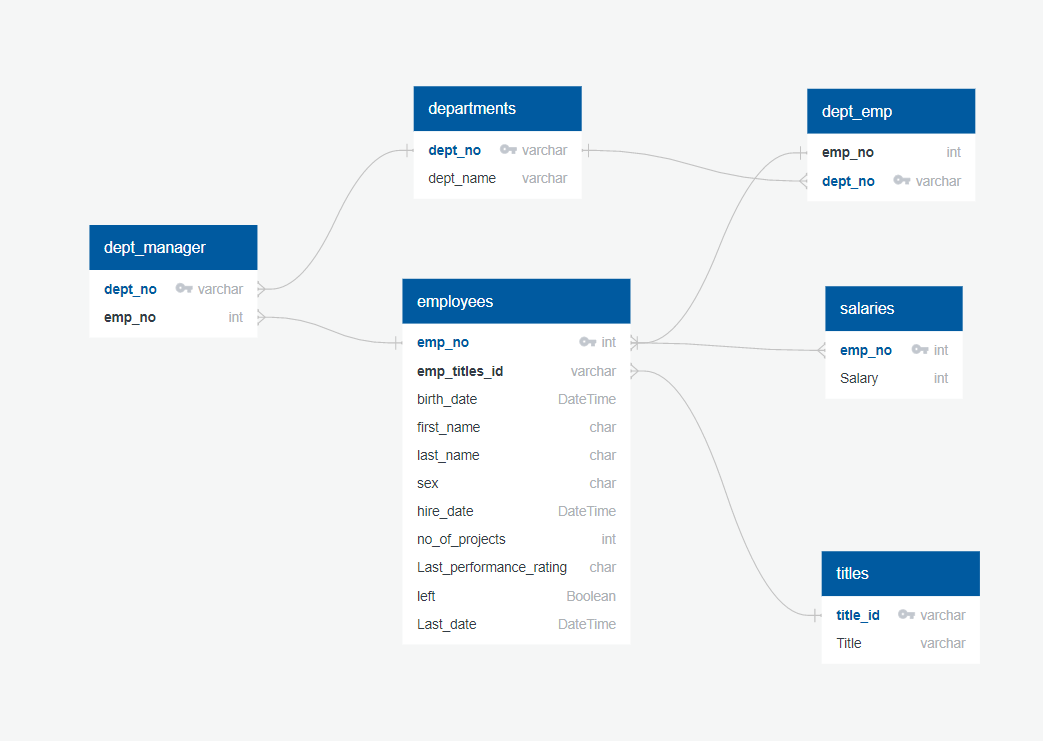 departments
dept_no varchar
dept_name varchar
dept_emp
emp_no int
dept_no varchar
dept_manager
dept_no varchar
emp_no int
employees
emp_no int
emp_titles_id varchar
birth_date DateTime
first_name char
last_name char
sex char
hire_date DateTime
no_of_projects int
Last_performance_rating char
left Boolean
Last_date DateTime
salaries
emp_no int
Salary int
titles
title_id varchar
Title varchar